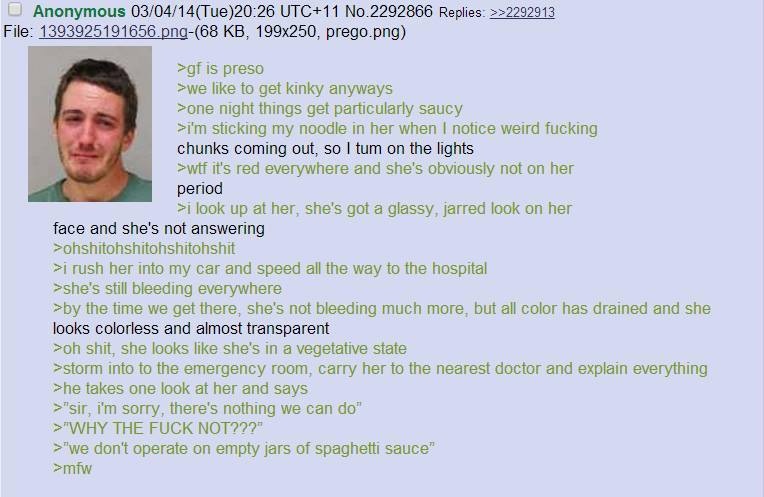 Anonymous 03/04/14(Tue)20:26 UTC+11 No.2292866 Replies: >>2292913
File: 1393925191656.png-(68 KB, 199x250, prego.png)
>gf is preso
>we like to get kinky anyways
>one night things get particularly saucy
>i'm sticking my noodle in her when I notice weird fucking
chunks coming out, so I turn on the lights
>wtf it's red everywhere and she's obviously not on her
period
>i look up at her, she's got a glassy, jarred look on her
face and she's not answering
>ohshitohshitohshitohshit
>i rush her into my car and speed all the way to the hospital
>she's still bleeding everywhere
>by the time we get there, she's not bleeding much more, but all color has drained and she
looks colorless and almost transparent
>oh shit, she looks like she's in a vegetative state
>storm into to the emergency room, carry her to the nearest doctor and explain everything
>he takes one look at her and says
>"sir, i'm sorry, there's nothing we can do"
>"WHY THE FUCK NOT???"
>"we don't operate on empty jars of spaghetti sauce"
>mfw